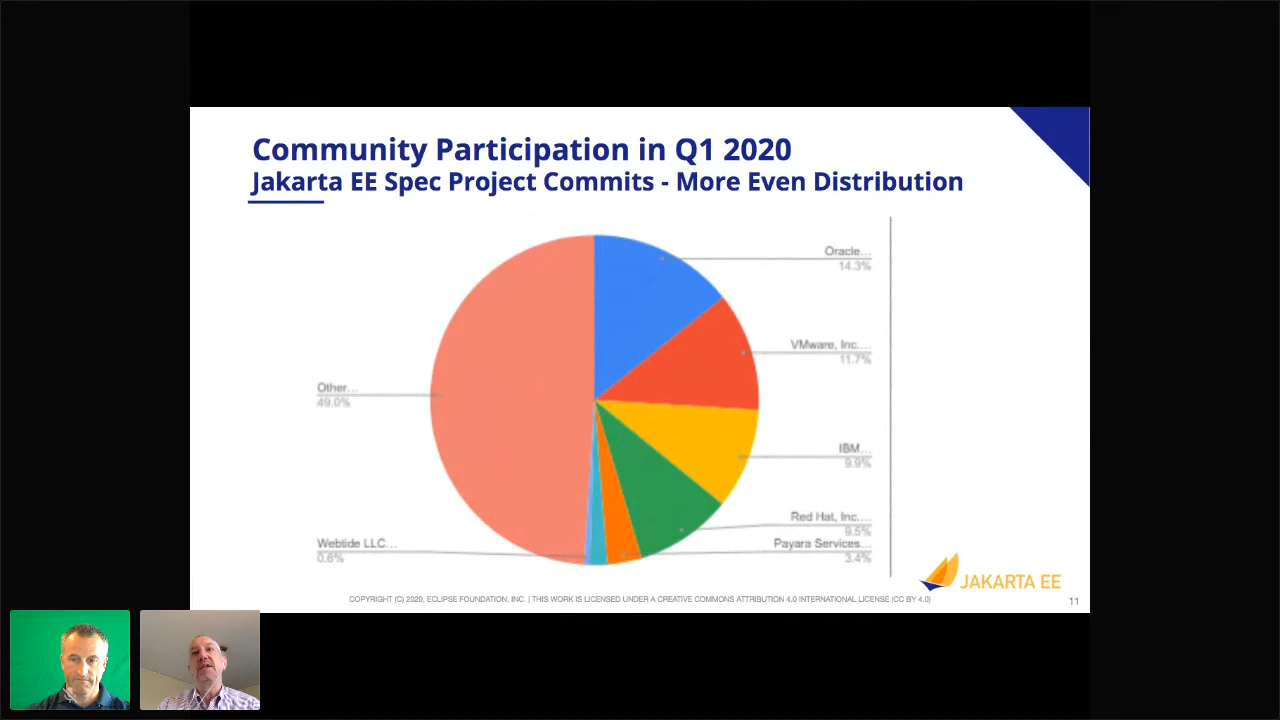 Community Participation in Q1 2020
Jakarta EE Spec Project Commits - More Even Distribution
Oracle...
14.3%
VMware, Inc....
11.7%
Other...
49.0%
IBM...
9.9%
Red Hat, Inc....
9.5%
Payara Services...
3.4%
Webtide LLC...
0.6%
JAKARTA EE
COPYRIGHT (C) 2020, ECLIPSE FOUNDATION, INC. | THIS WORK IS LICENSED UNDER A CREATIVE COMMONS ATTRIBUTION 4.0 INTERNATIONAL LICENSE (CC BY 4.0)
11